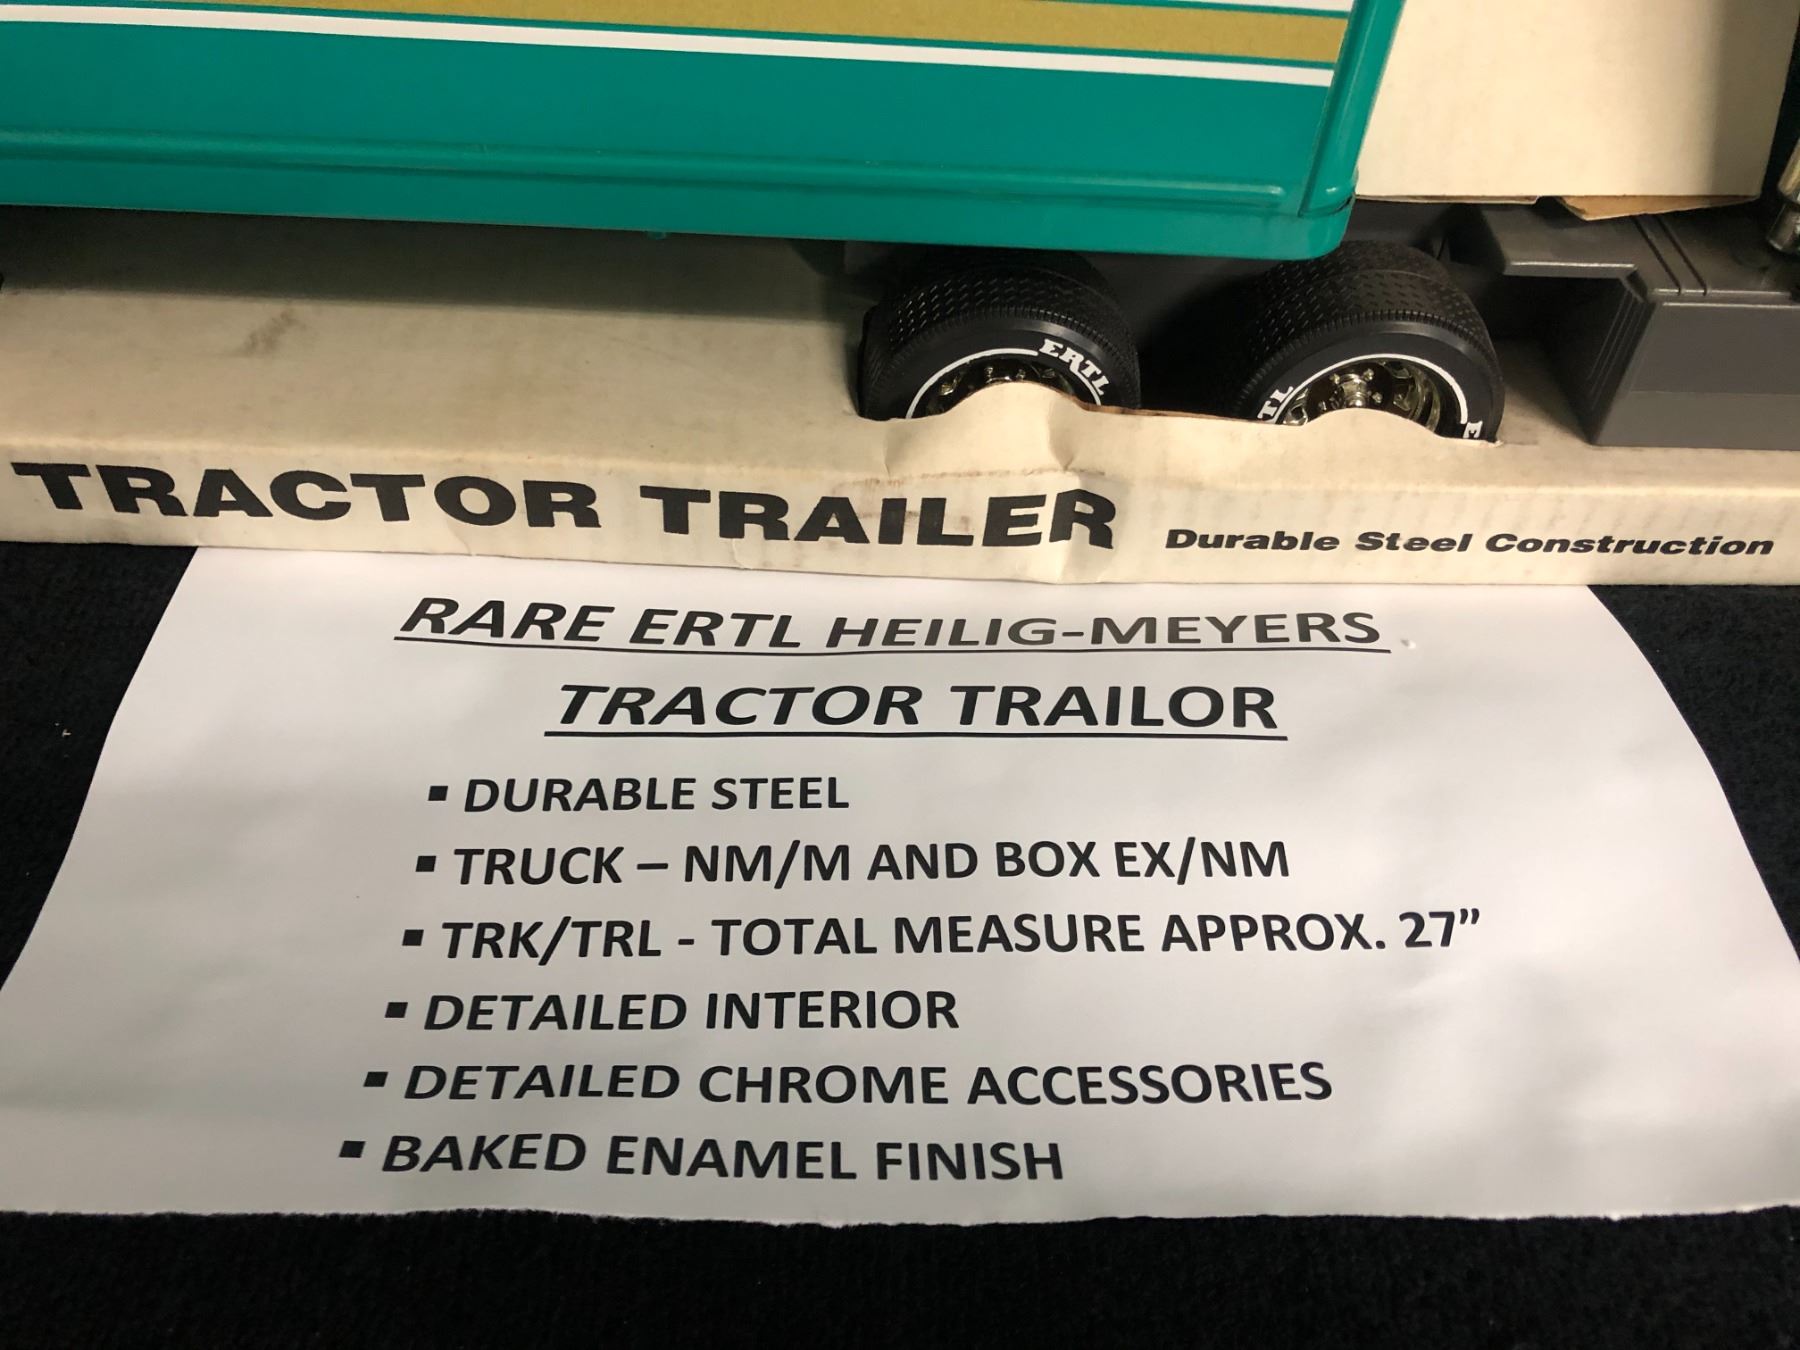 ERTL
TL
E
TRACTOR TRAILER Durable Steel Construction
RARE ERTL HEILIG-MEYERS
TRACTOR TRAILOR
▪ DURABLE STEEL
▪ TRUCK – NM/M AND BOX EX/NM
▪ TRK/TRL - TOTAL MEASURE APPROX. 27”
▪ DETAILED INTERIOR
▪ DETAILED CHROME ACCESSORIES
▪ BAKED ENAMEL FINISH